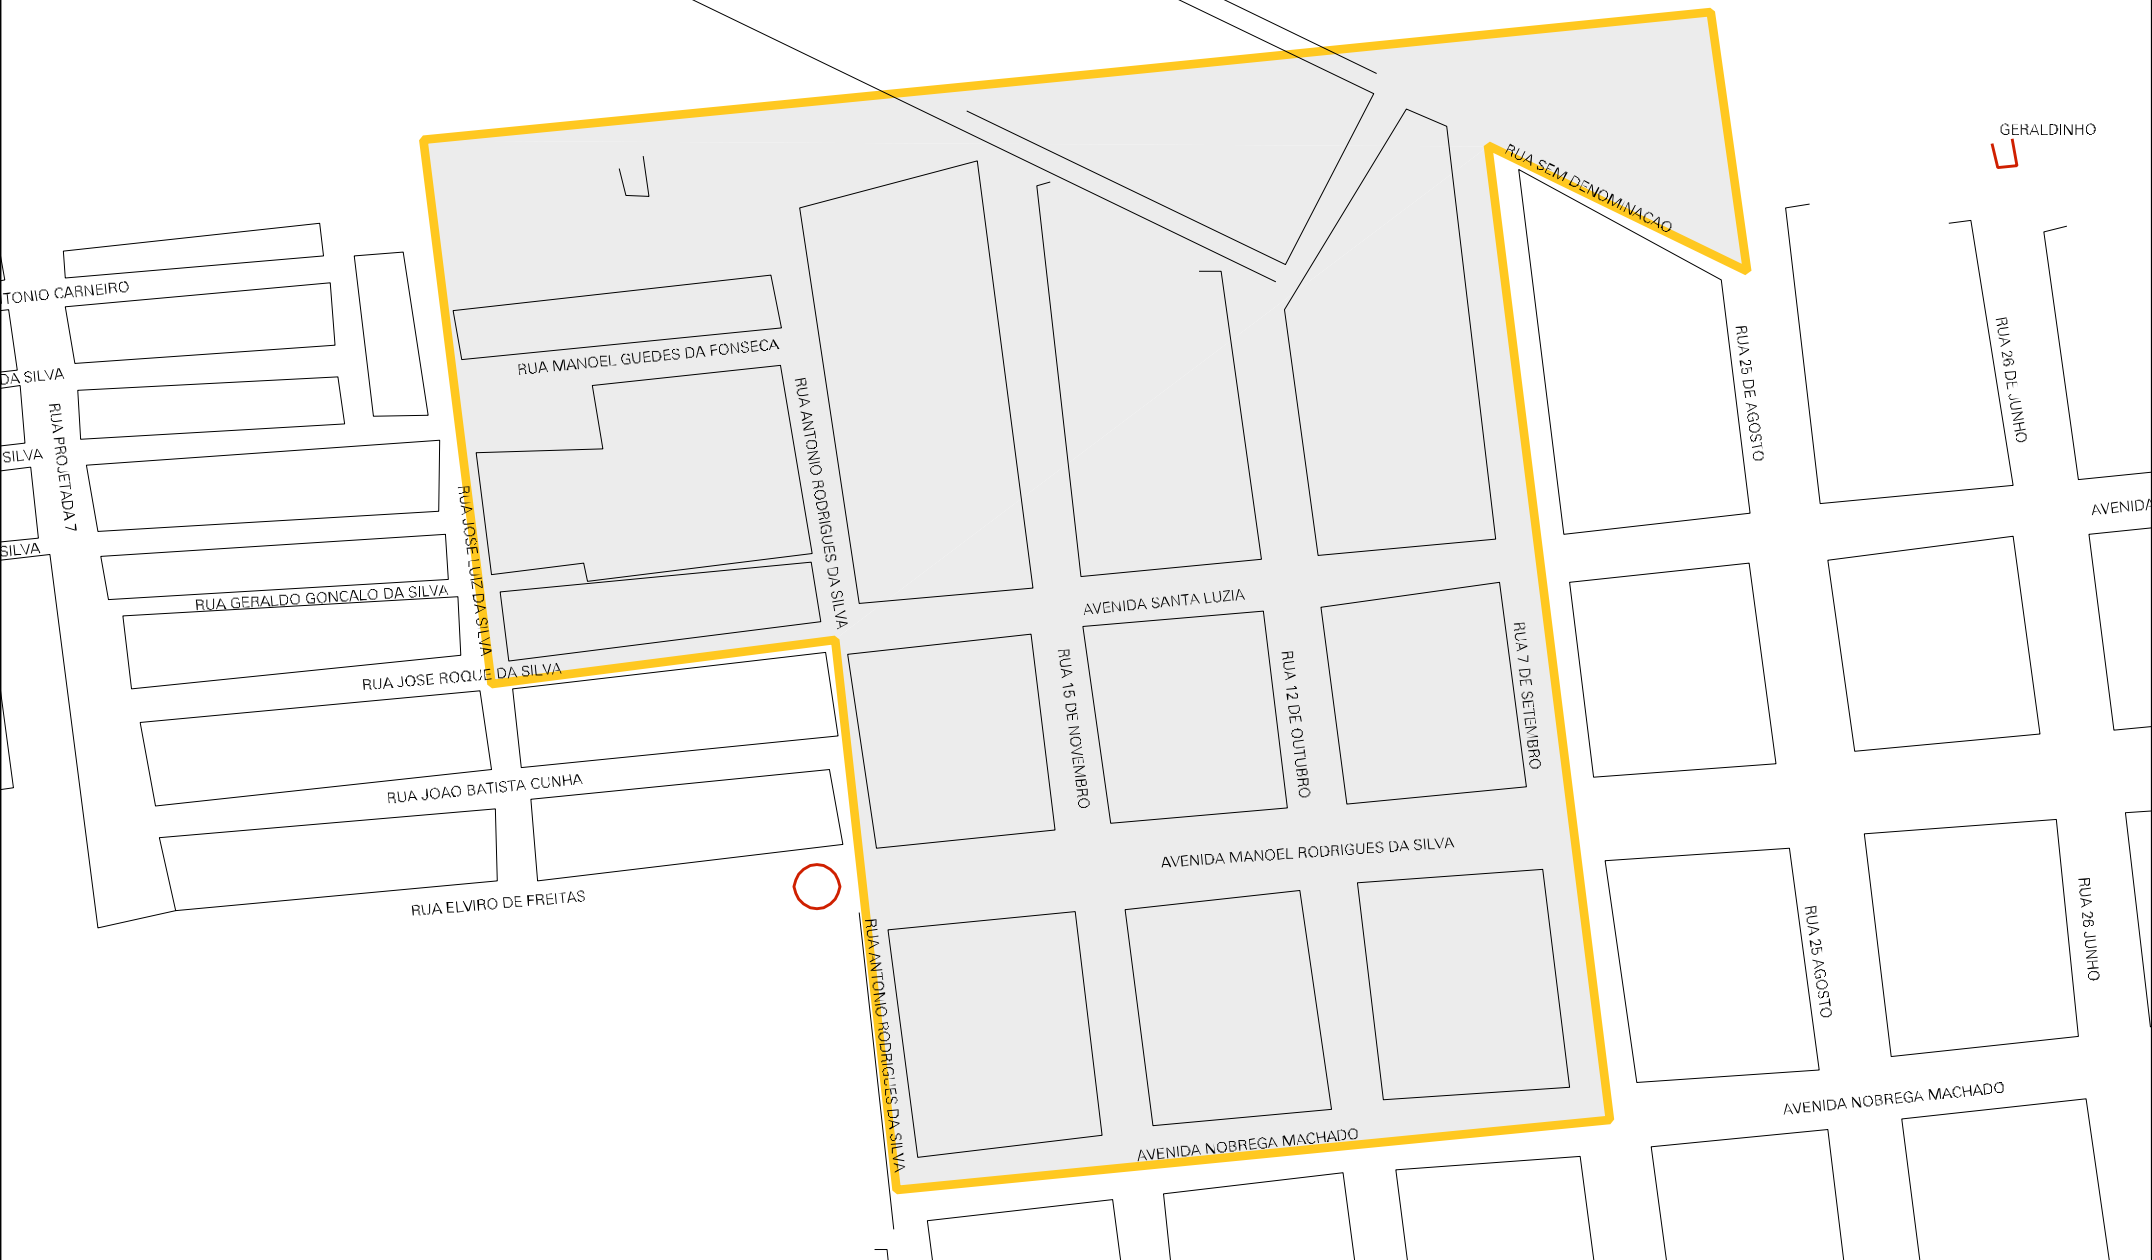 GERALDINHO
RUA SEM DENOMINACAO
TONIO CARNEIRO
RUA MANOEL GUEDES DA FONSECA
RUA 25 DE AGOSTO
RUA 26 DE JUNHO
DA SILVA
RUA PROJETADA 7
RUA ANTONIO RODRIGUES DA SILVA
SILVA
RUA JOSE LUIZ DA SILVA
AVENIDA
SILVA
RUA GERALDO GONCALO DA SILVA
AVENIDA SANTA LUZIA
RUA JOSE ROQUE DA SILVA
RUA 15 DE NOVEMBRO
RUA 12 DE OUTUBRO
RUA 7 DE SETEMBRO
RUA JOAO BATISTA CUNHA
AVENIDA MANOEL RODRIGUES DA SILVA
RUA ELVIRO DE FREITAS
RUA ANTONIO RODRIGUES DA SILVA
RUA 25 AGOSTO
RUA 26 JUNHO
AVENIDA NOBREGA MACHADO
AVENIDA NOBREGA MACHADO